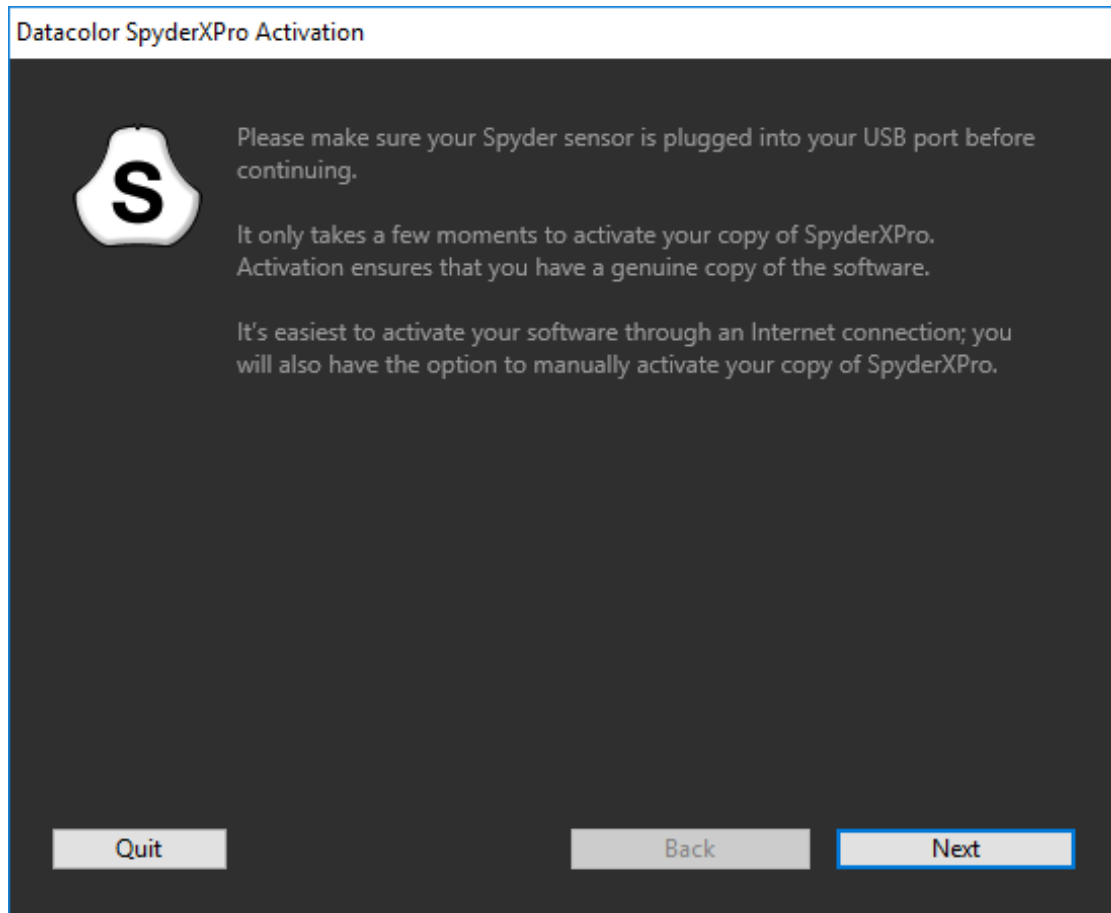 Datacolor SpyderXPro Activation
S
Please make sure your Spyder sensor is plugged into your USB port before
continuing.
It only takes a few moments to activate your copy of SpyderXPro.
Activation ensures that you have a genuine copy of the software.
It's easiest to activate your software through an Internet connection; you
will also have the option to manually activate your copy of SpyderXPro.
Quit Back Next